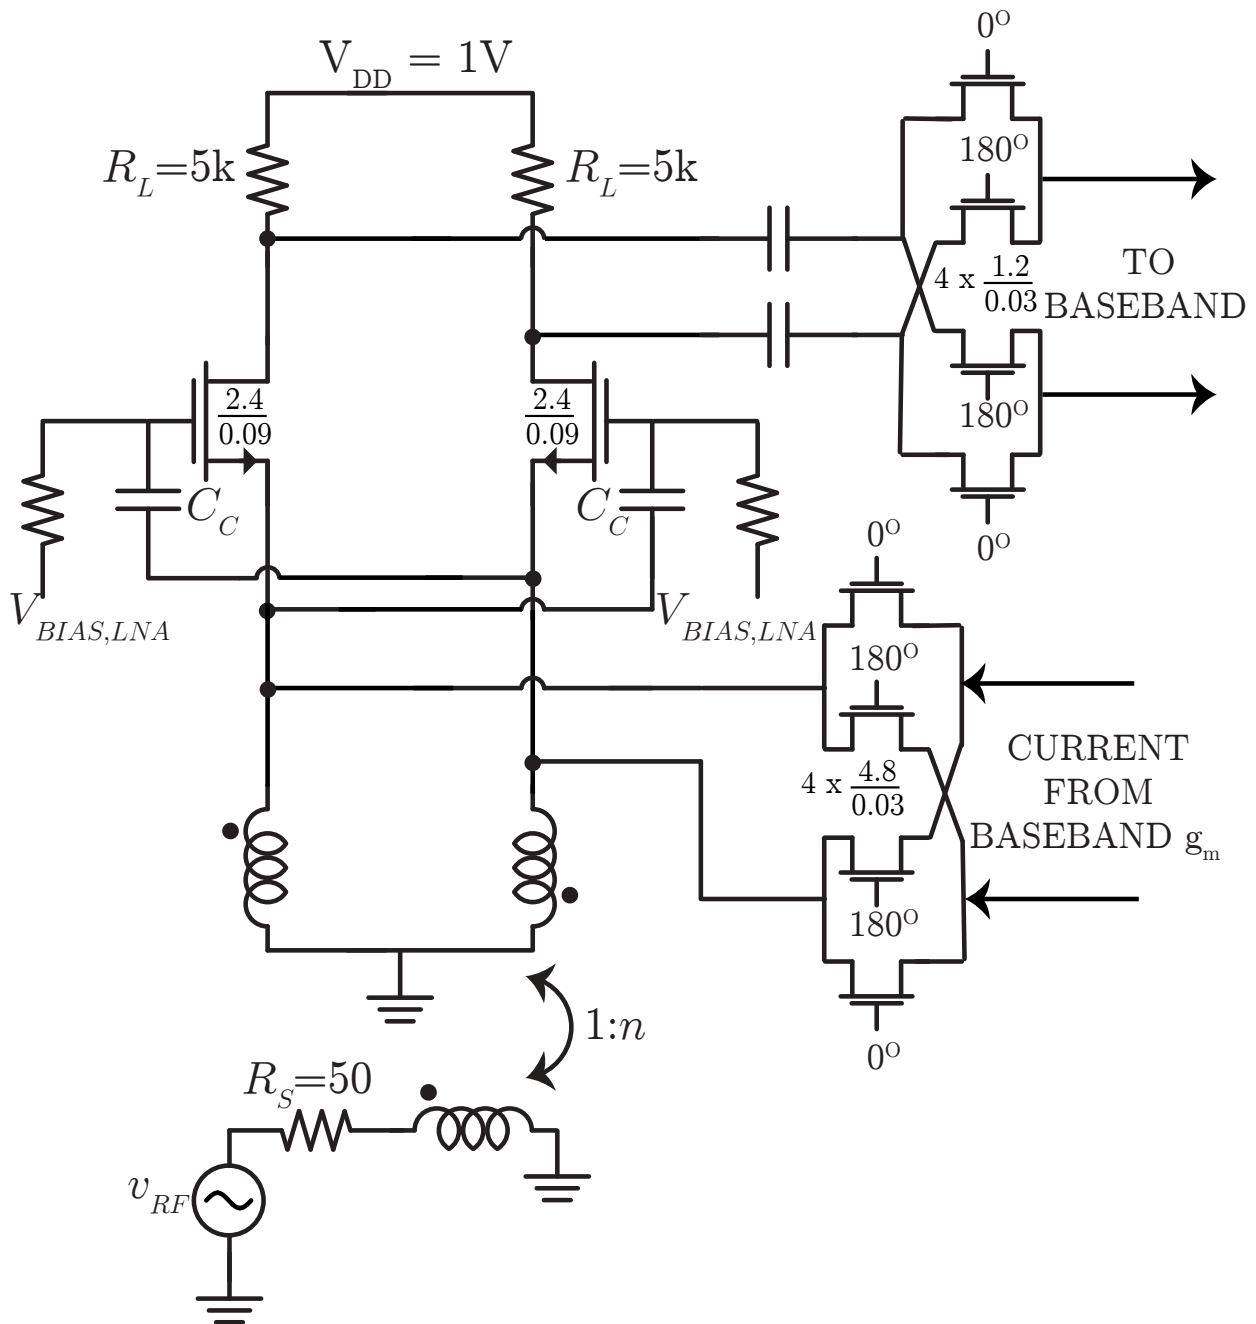 V_DD = 1V
R_L=5k
R_L=5k
0°
180°
4 x 1.2/0.03
180°
0°
TO
BASEBAND
2.4/0.09
2.4/0.09
C_C
C_C
V_BIAS,LNA
V_BIAS,LNA
0°
180°
4 x 4.8/0.03
180°
0°
CURRENT
FROM
BASEBAND g_m
1:n
R_S=50
v_RF